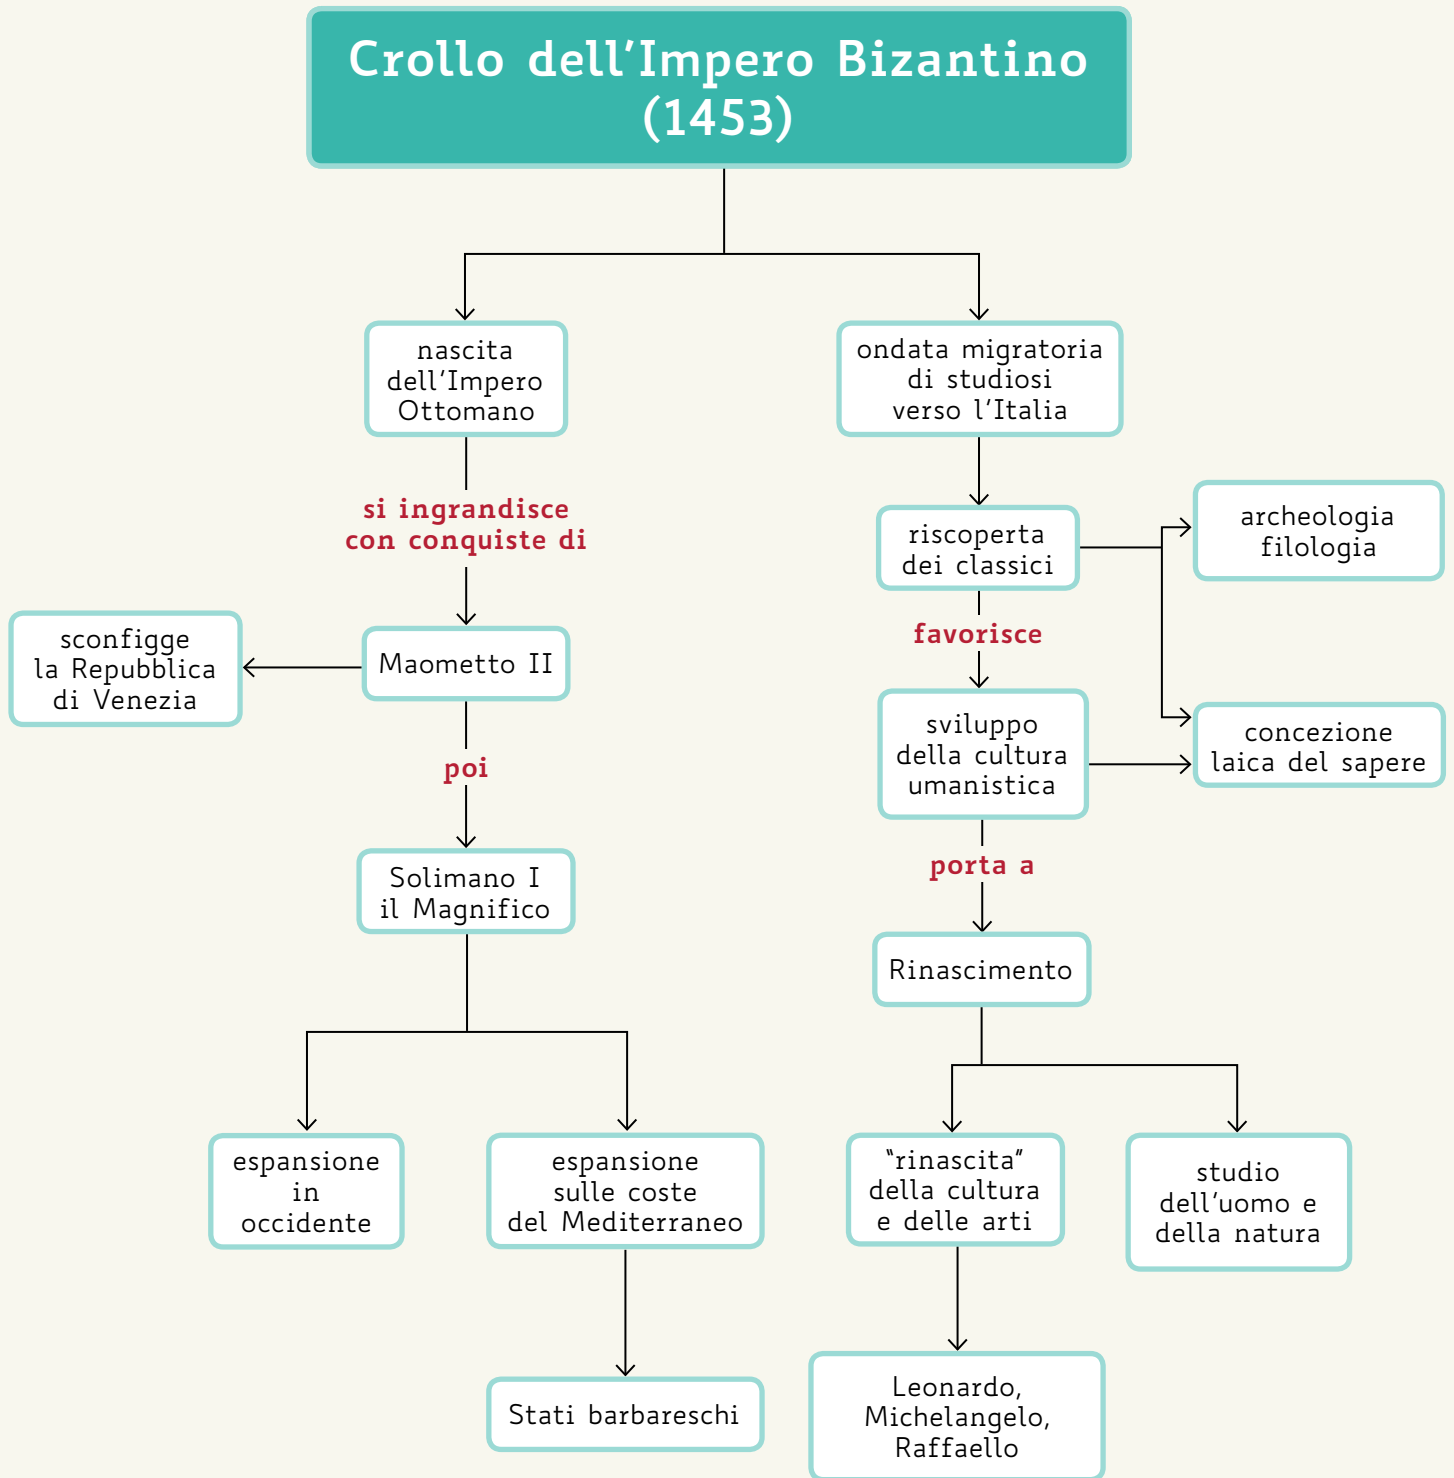 Crollo dell'Impero Bizantino
(1453)
nascita
dell'Impero
Ottomano
ondata migratoria
di studiosi
verso l'Italia
si ingrandisce
con conquiste di
riscoperta
dei classici
archeologia
filologia
favorisce
sconfigge
la Repubblica
di Venezia
Maometto II
sviluppo
della cultura
umanistica
concezione
laica del sapere
poi
porta a
Solimano I
il Magnifico
Rinascimento
espansione
in
occidente
espansione
sulle coste
del Mediterraneo
“rinascita”
della cultura
e delle arti
studio
dell'uomo e
della natura
Stati barbareschi
Leonardo,
Michelangelo,
Raffaello